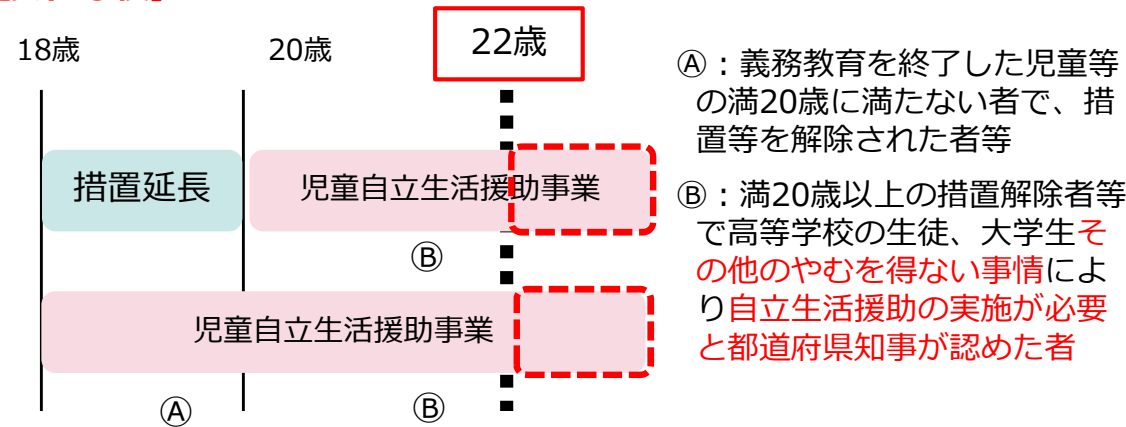 18歳
20歳
22歳
措置延長
児童自立生活援助事業
Ⓑ
児童自立生活援助事業
Ⓐ
Ⓑ
Ⓐ：義務教育を終了した児童等
の満20歳に満たない者で、措
置等を解除された者等
Ⓑ：満20歳以上の措置解除者等
で高等学校の生徒、大学生そ
の他のやむを得ない事情によ
り自立生活援助の実施が必要
と都道府県知事が認めた者